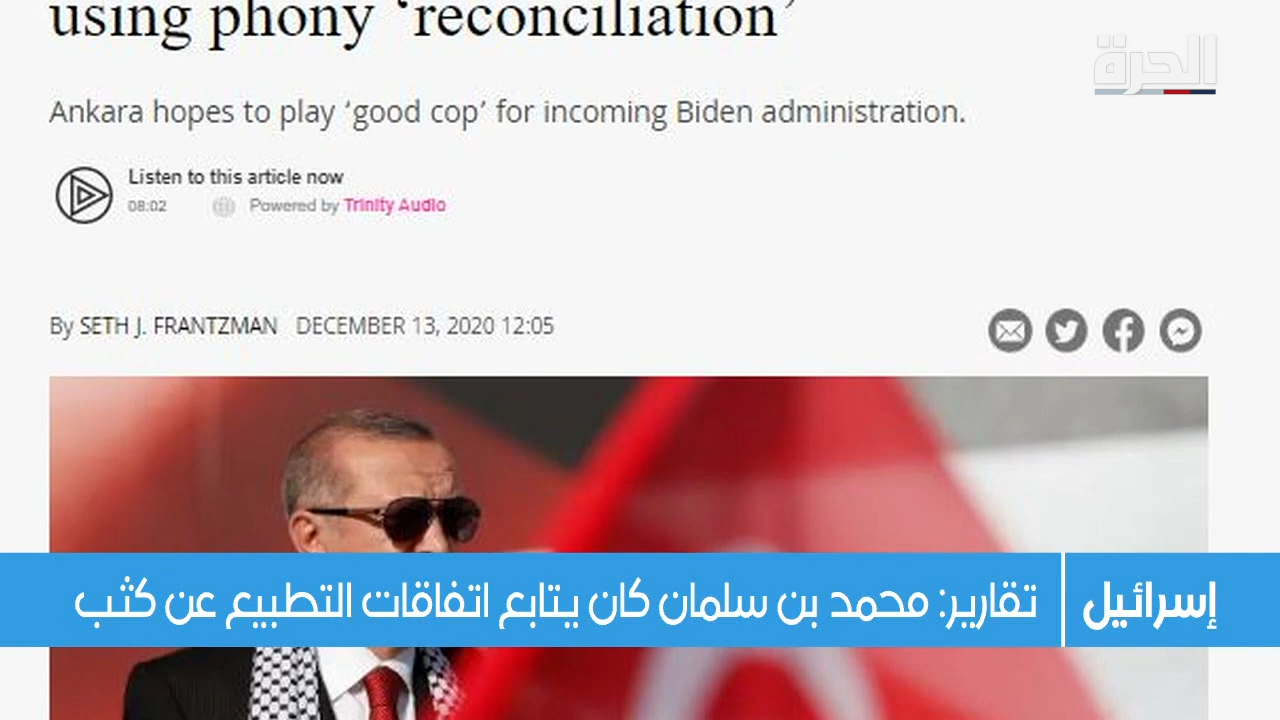 using phony ‘reconciliation’
الحرة
Ankara hopes to play ‘good cop’ for incoming Biden administration.
Listen to this article now
08:02 Powered by Trinity Audio
By SETH J. FRANTZMAN DECEMBER 13, 2020 12:05
إسرائيل
تقارير: محمد بن سلمان كان يتابع اتفاقات التطبيع عن كثب